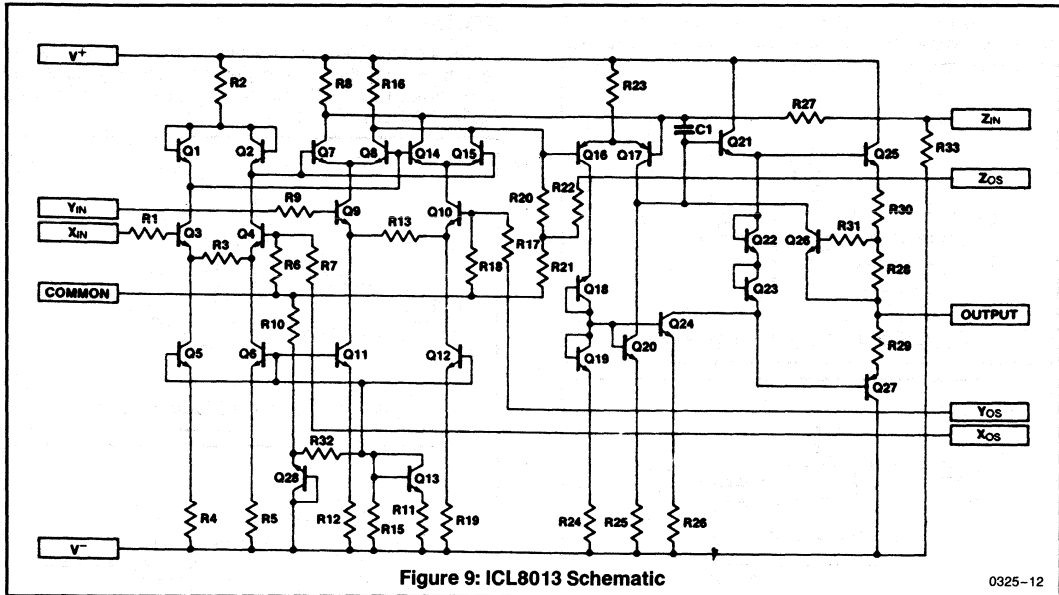 V+
R2
R8
R16
R23
R27
ZIN
C1
Q21
Q25
R33
Q1
Q2
Q7
Q8
Q14
Q15
Q16
Q17
ZOS
R20
R22
YIN
R9
Q9
Q10
R30
XIN
R1
Q3
R3
Q4
R13
R17
Q22
Q26
R31
R6
R7
R18
R21
R28
COMMON
Q18
Q23
OUTPUT
R10
Q24
R29
Q5
Q6
Q11
Q12
Q19
Q20
Q27
YOS
R32
XOS
Q28
Q13
R4
R5
R12
R15
R11
R19
R24
R25
R26
V−
Figure 9: ICL8013 Schematic
0325–12